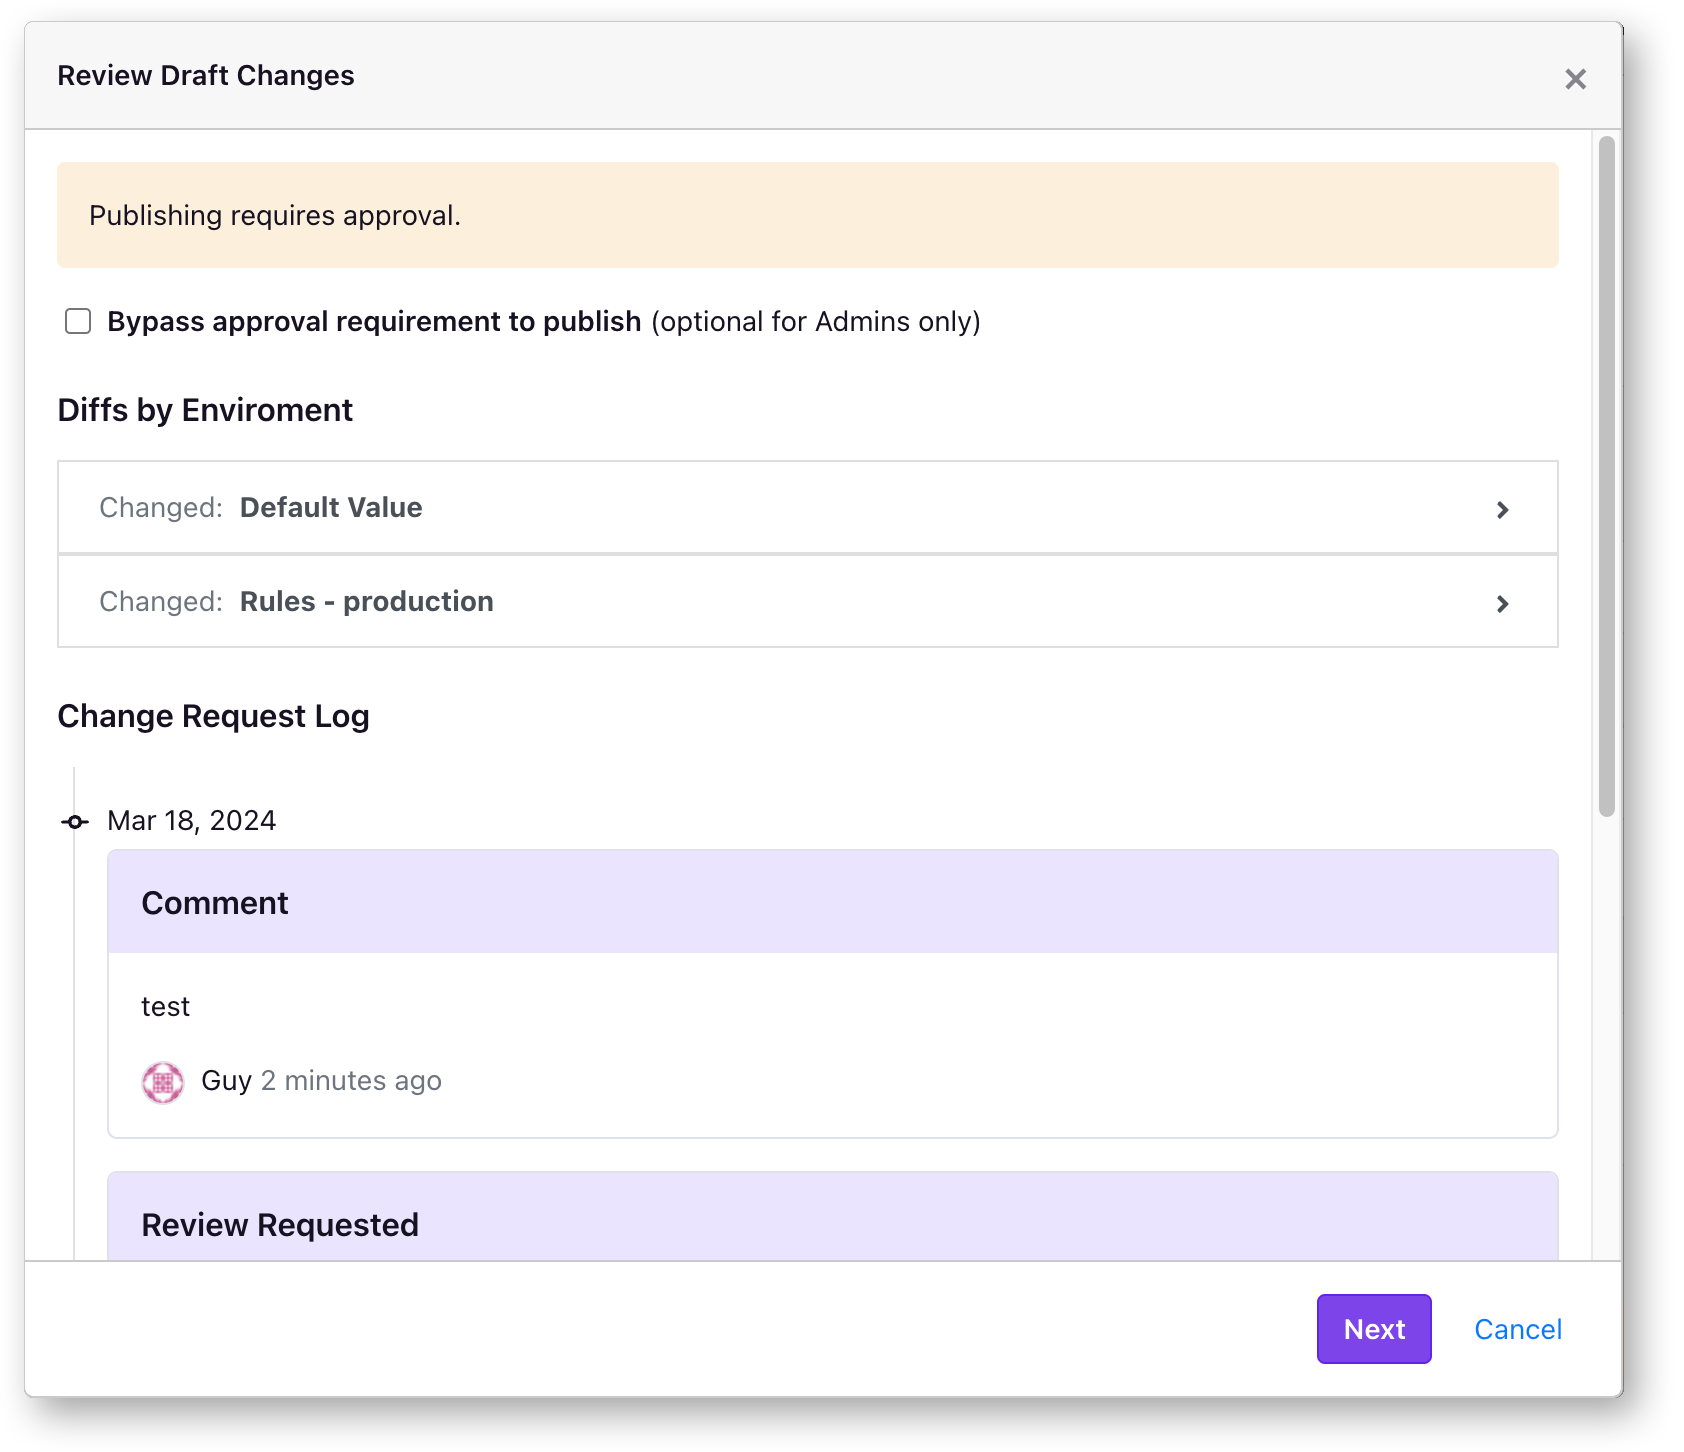 Review Draft Changes
Publishing requires approval.
Bypass approval requirement to publish (optional for Admins only)
Diffs by Enviroment
Changed: Default Value
Changed: Rules - production
Change Request Log
Mar 18, 2024
Comment
test
Guy 2 minutes ago
Review Requested
Next Cancel